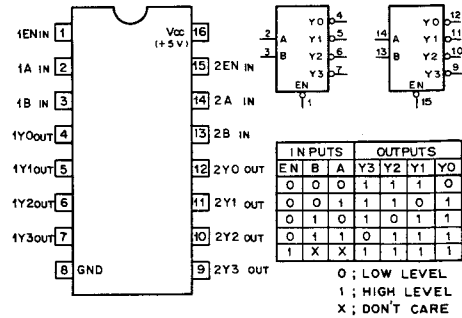 1EN IN 1
1A IN 2
1B IN 3
1Y0 OUT 4
1Y1 OUT 5
1Y2 OUT 6
1Y3 OUT 7
8 GND
Vcc 16
(+5V)
15 2EN IN
14 2A IN
13 2B IN
12 2Y0 OUT
11 2Y1 OUT
10 2Y2 OUT
9 2Y3 OUT
Y0 4
2 A Y1 5
3 B Y2 6
Y3 7
EN
1
Y0 12
14 A Y1 11
13 B Y2 10
Y3 9
EN
15
INPUTS OUTPUTS
EN B A Y3 Y2 Y1 Y0
0 0 0 1 1 1 0
0 0 1 1 1 0 1
0 1 0 1 0 1 1
0 1 1 0 1 1 1
1 X X 1 1 1 1
0 ; LOW LEVEL
1 ; HIGH LEVEL
X ; DON'T CARE